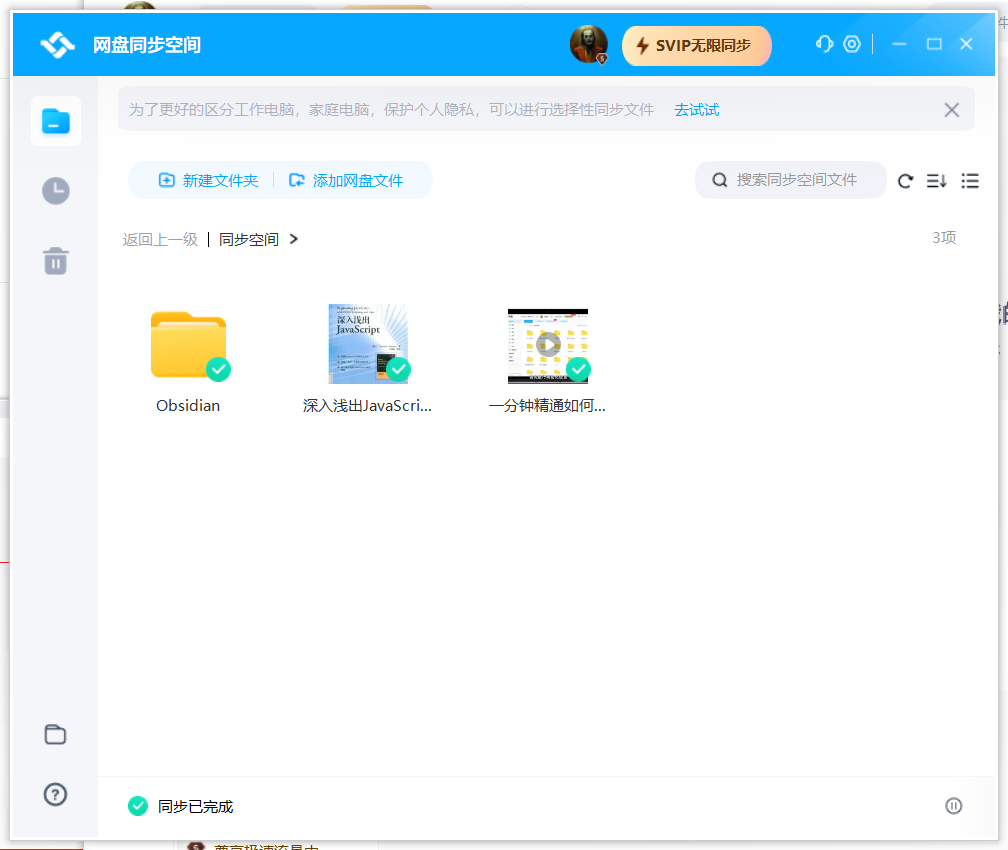 网盘同步空间
SVIP无限同步
为了更好的区分工作电脑，家庭电脑，保护个人隐私，可以进行选择性同步文件 去试试
新建文件夹 添加网盘文件
搜索同步空间文件
返回上一级 | 同步空间 >
3项
深入浅出
JavaScript
Obsidian
深入浅出JavaScri...
一分钟精通如何...
同步已完成